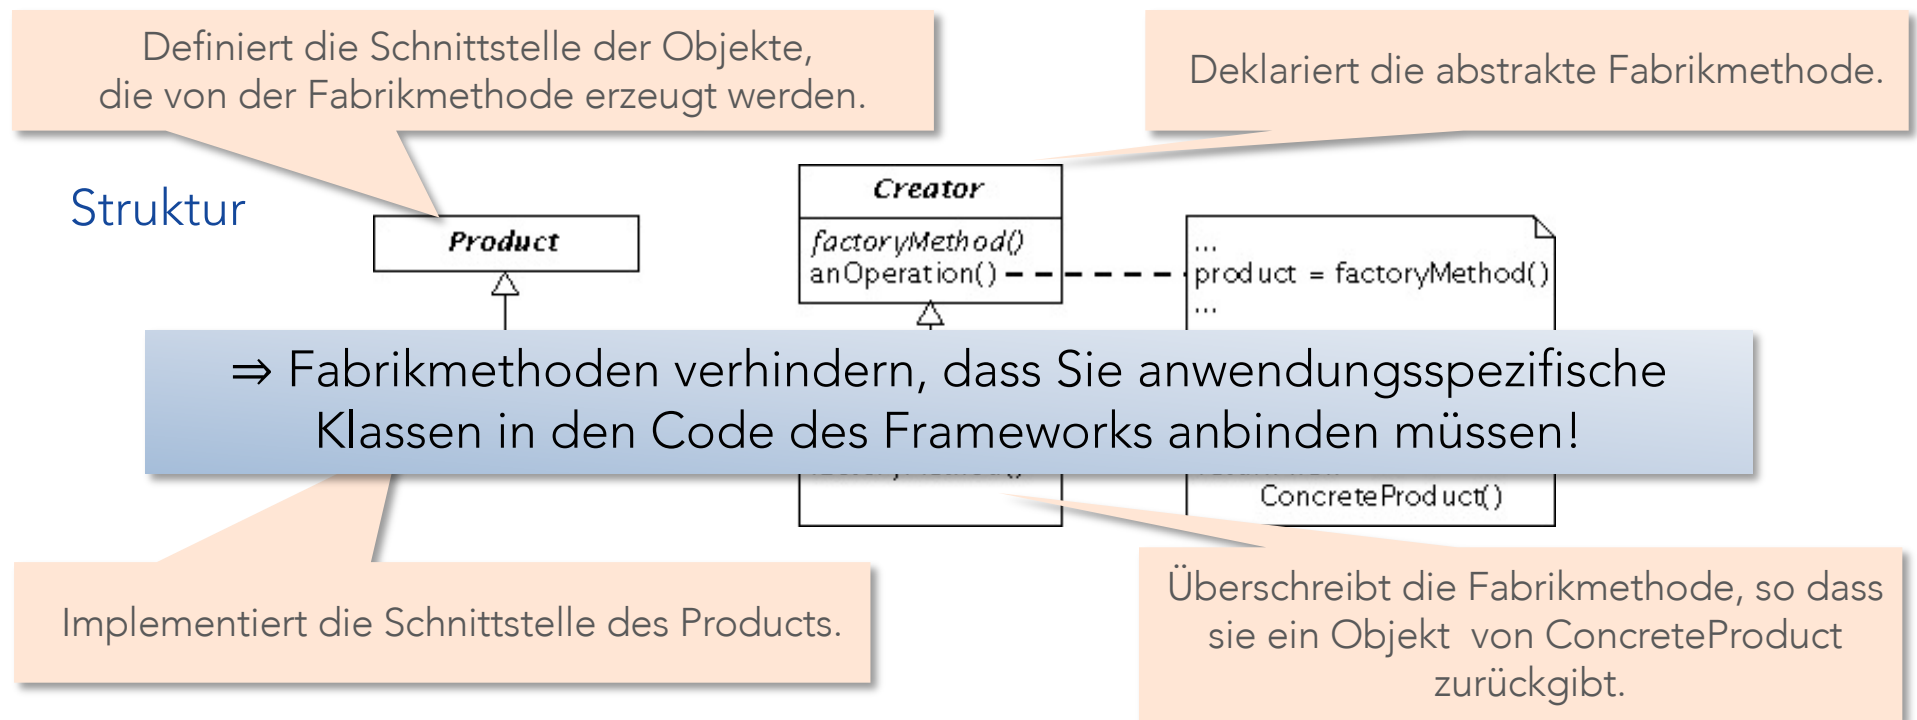 Definiert die Schnittstelle der Objekte,
die von der Fabrikmethode erzeugt werden.
Deklariert die abstrakte Fabrikmethode.
Struktur
Product
Creator
factoryMethod()
anOperation()
...
product = factoryMethod()
...
⇒ Fabrikmethoden verhindern, dass Sie anwendungsspezifische
Klassen in den Code des Frameworks anbinden müssen!
ConcreteProduct()
Implementiert die Schnittstelle des Products.
Überschreibt die Fabrikmethode, so dass
sie ein Objekt von ConcreteProduct
zurückgibt.